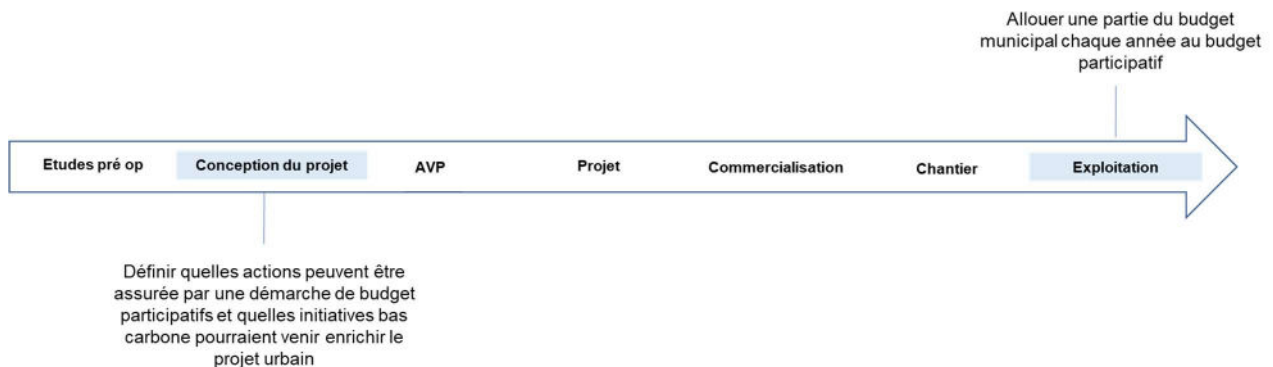 Allouer une partie du budget
municipal chaque année au budget
participatif
Etudes pré op
Conception du projet
AVP
Projet
Commercialisation
Chantier
Exploitation
Définir quelles actions peuvent être
assurée par une démarche de budget
participatifs et quelles initiatives bas
carbone pourraient venir enrichir le
projet urbain